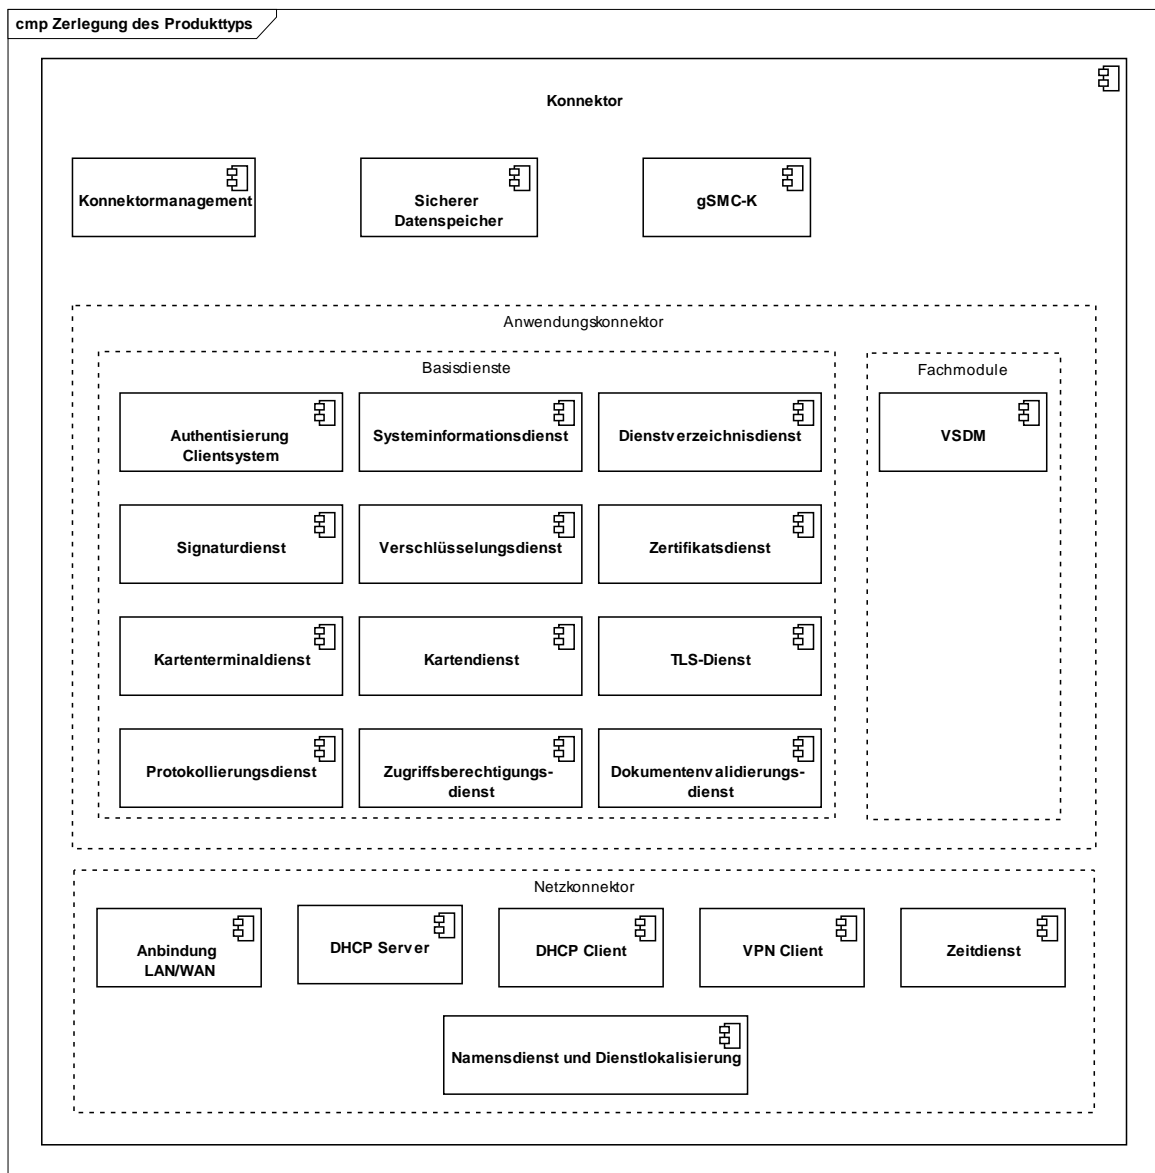 cmp Zerlegung des Produkttyps
Konnektor
Konnektormanagement
Sicherer
Datenspeicher
gSMC-K
Anwendungskonnektor
Basisdienste
Fachmodule
Authentisierung
Clientsystem
Systeminformationsdienst
Dienstverzeichnisdienst
VSDM
Signaturdienst
Verschlüsselungsdienst
Zertifikatsdienst
Kartenterminaldienst
Kartendienst
TLS-Dienst
Protokollierungsdienst
Zugriffsberechtigungs-
dienst
Dokumentenvalidierungs-
dienst
Netzkonnektor
Anbindung
LAN/WAN
DHCP Server
DHCP Client
VPN Client
Zeitdienst
Namensdienst und Dienstlokalisierung